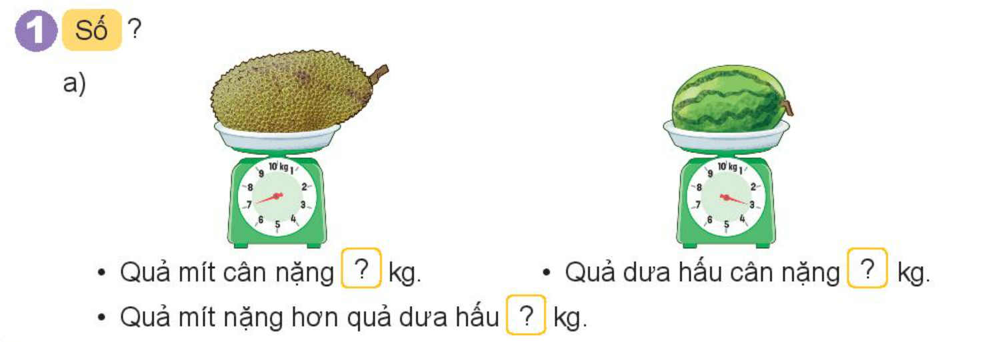 1 Số ?
a)
10 kg 1 2 3 4 5 6 7 8 9
10 kg 1 2 3 4 5 6 7 8 9
• Quả mít cân nặng ? kg.
• Quả dưa hấu cân nặng ? kg.
• Quả mít nặng hơn quả dưa hấu ? kg.